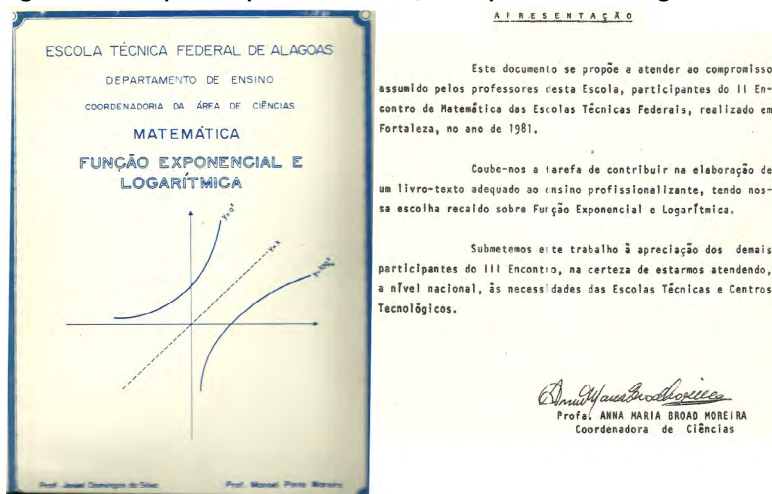 ESCOLA TÉCNICA FEDERAL DE ALAGOAS
DEPARTAMENTO DE ENSINO
COORDENADORIA DA ÁREA DE CIÊNCIAS
MATEMÁTICA
FUNÇÃO EXPONENCIAL E
LOGARÍTMICA
y=a^x
y=x
Prof. Manoel Pinto Moreira
APRESENTAÇÃO
Este documento se propõe a atender ao compromisso
assumido pelos professores desta Escola, participantes do II En-
contro de Matemática das Escolas Técnicas Federais, realizado em
Fortaleza, no ano de 1981.
Coube-nos a tarefa de contribuir na elaboração de
um livro-texto adequado ao ensino profissionalizante, tendo nos-
sa escolha recaído sobre Função Exponencial e Logarítmica.
Submetemos este trabalho à apreciação dos demais
participantes do III Encontro, na certeza de estarmos atendendo,
a nível nacional, às necessidades das Escolas Técnicas e Centros
Tecnológicos.
Profa. ANNA MARIA BROAD MOREIRA
Coordenadora de Ciências